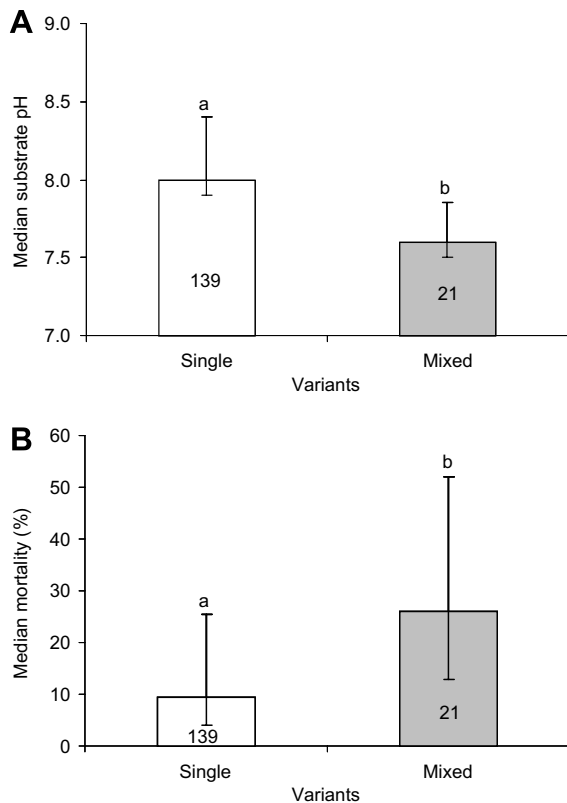 A
9.0
8.5
8.0
7.5
7.0
Median substrate pH
a
b
139
21
Single Mixed
Variants
B
60
50
40
30
20
10
0
Median mortality (%)
a
b
139
21
Single Mixed
Variants